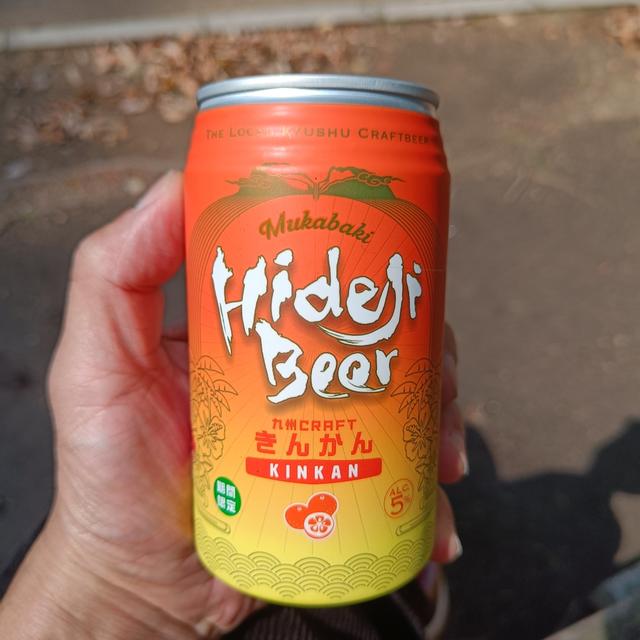 THE LOCAL KYUSHU CRAFTBEER
Mukabaki
Hideji
Beer
九州CRAFT
きんかん
KINKAN
期間
限定
ALC
5%